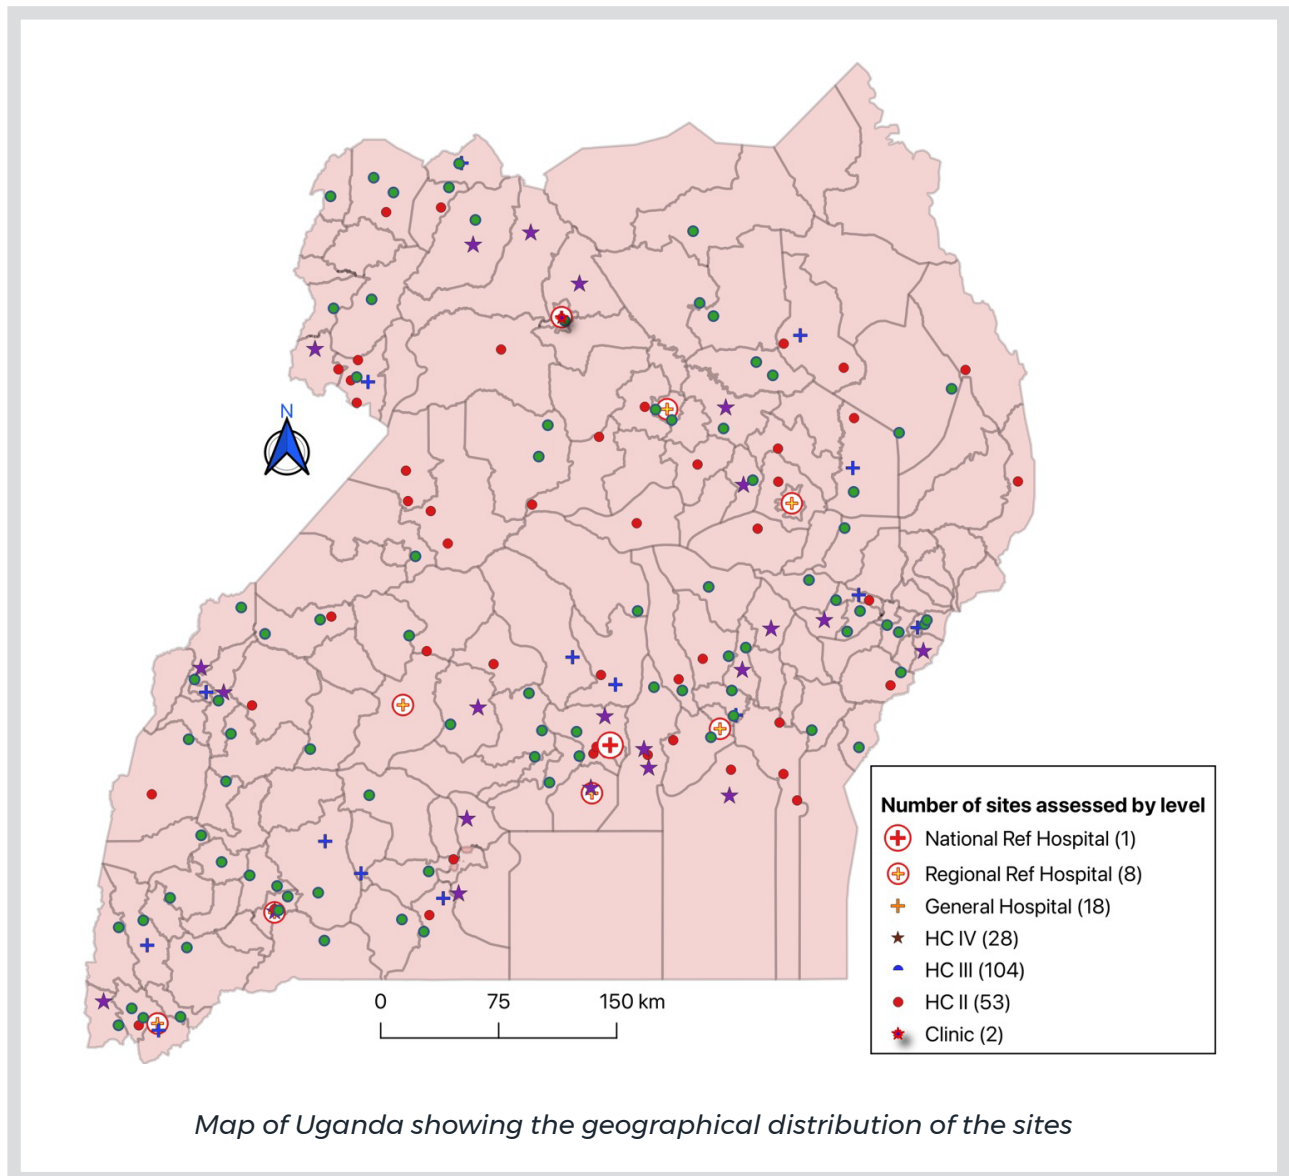 N
0 75 150 km
Number of sites assessed by level
National Ref Hospital (1)
Regional Ref Hospital (8)
General Hospital (18)
HC IV (28)
HC III (104)
HC II (53)
Clinic (2)
Map of Uganda showing the geographical distribution of the sites